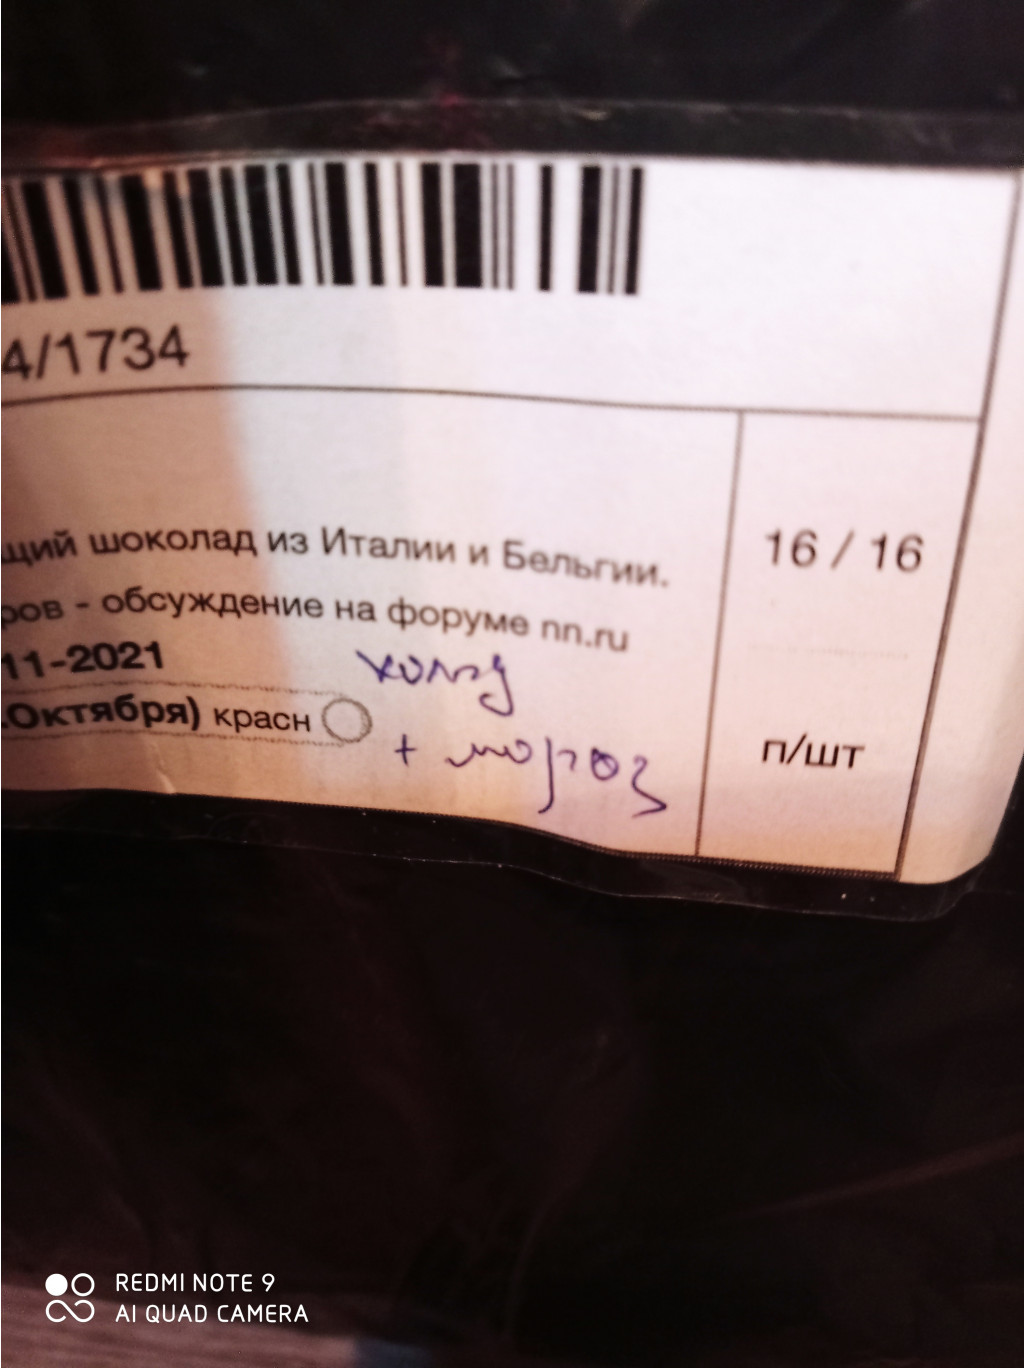 4/1734
щий шоколад из Италии и Бельгии.
16 / 16
ров - обсуждение на форуме nn.ru
11-2021
.Октября) красн
холод
+ мороз
п/шт
REDMI NOTE 9
AI QUAD CAMERA